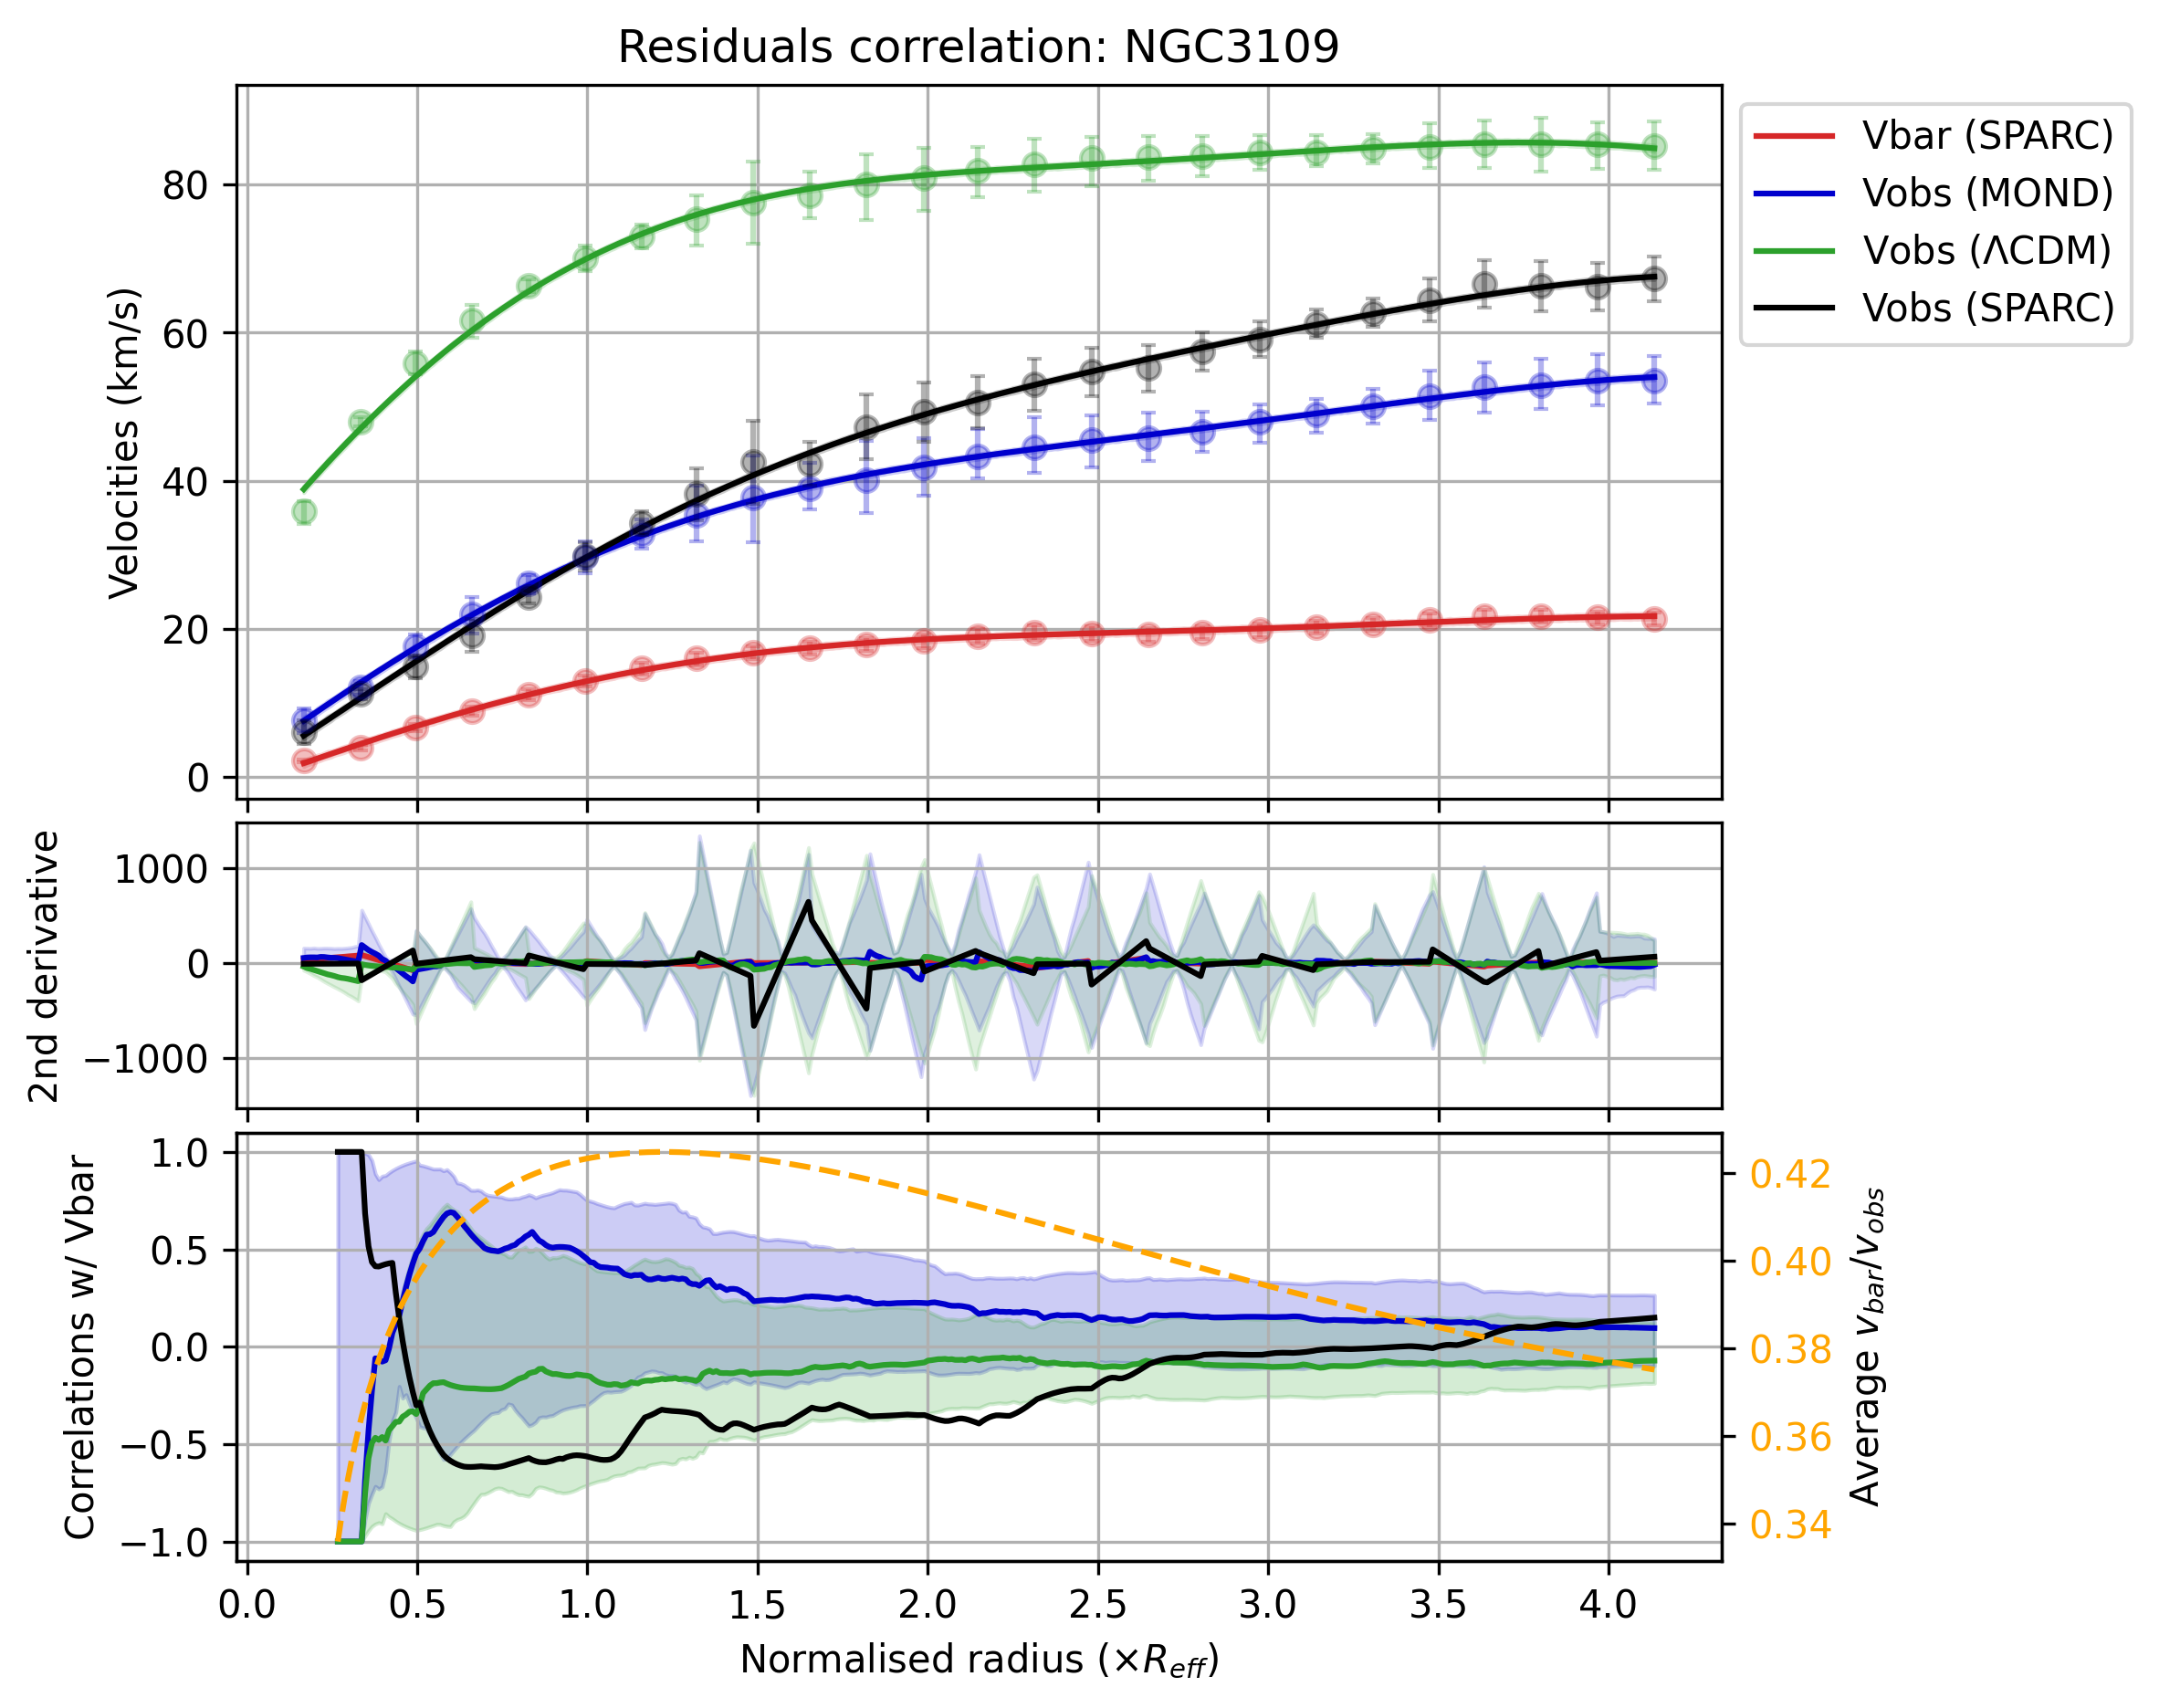 Residuals correlation: NGC3109
Vbar (SPARC)
Vobs (MOND)
Vobs (ΛCDM)
Vobs (SPARC)
Velocities (km/s)
80
60
40
20
0
2nd derivative
1000
0
−1000
Correlations w/ Vbar
1.0
0.5
0.0
−0.5
−1.0
0.42
0.40
0.38
0.36
0.34
Average v_bar/v_obs
0.0 0.5 1.0 1.5 2.0 2.5 3.0 3.5 4.0
Normalised radius (×R_eff)